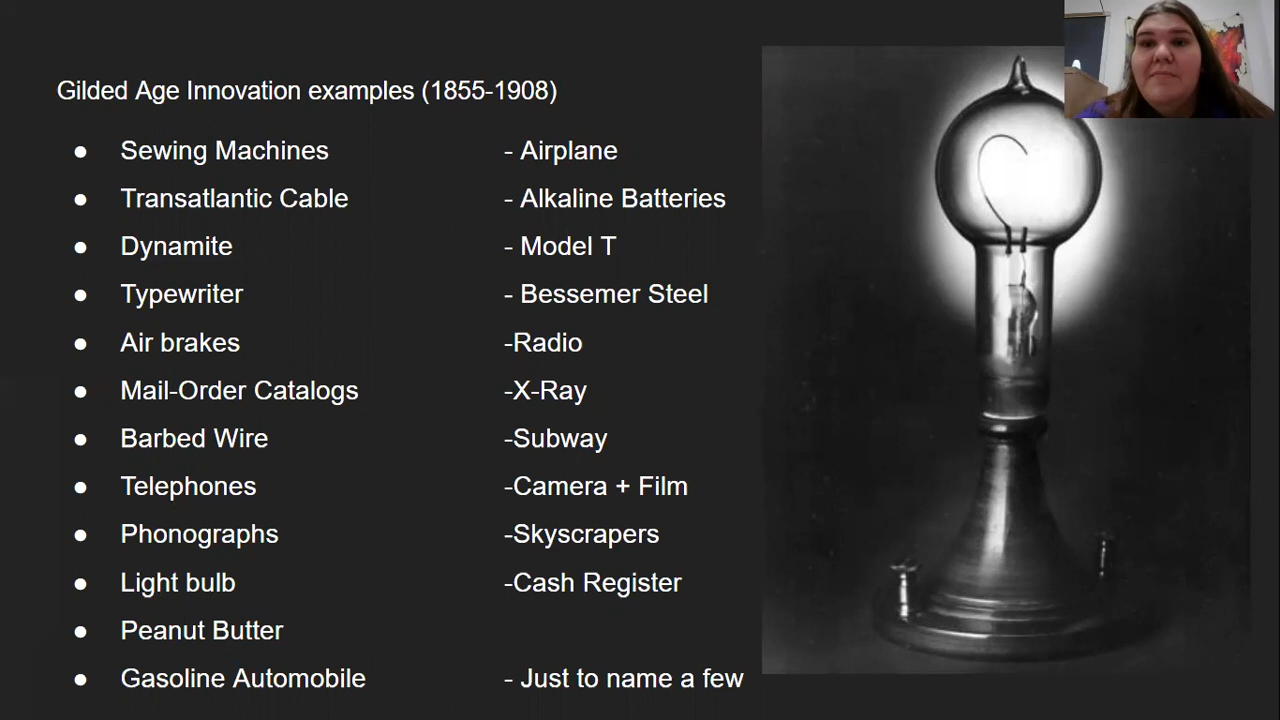 Gilded Age Innovation examples (1855-1908)
● Sewing Machines
● Transatlantic Cable
● Dynamite
● Typewriter
● Air brakes
● Mail-Order Catalogs
● Barbed Wire
● Telephones
● Phonographs
● Light bulb
● Peanut Butter
● Gasoline Automobile
- Airplane
- Alkaline Batteries
- Model T
- Bessemer Steel
-Radio
-X-Ray
-Subway
-Camera + Film
-Skyscrapers
-Cash Register
- Just to name a few